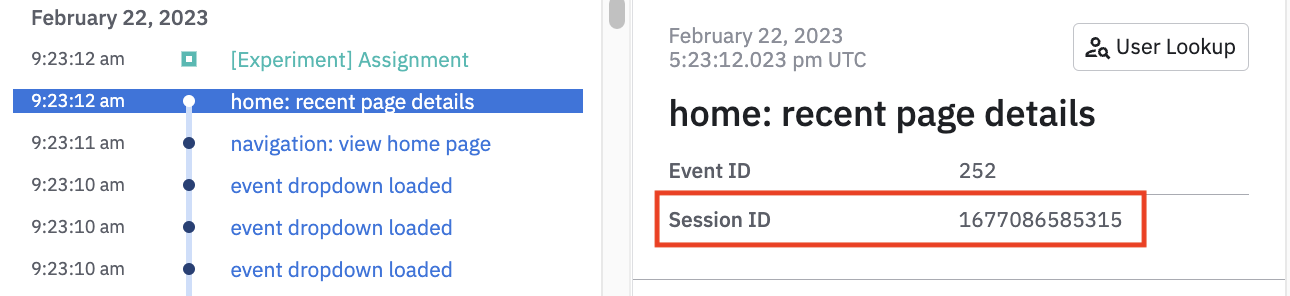 February 22, 2023
9:23:12 am [Experiment] Assignment
9:23:12 am home: recent page details
9:23:11 am navigation: view home page
9:23:10 am event dropdown loaded
9:23:10 am event dropdown loaded
9:23:10 am event dropdown loaded
February 22, 2023
5:23:12.023 pm UTC
User Lookup
home: recent page details
Event ID 252
Session ID 1677086585315